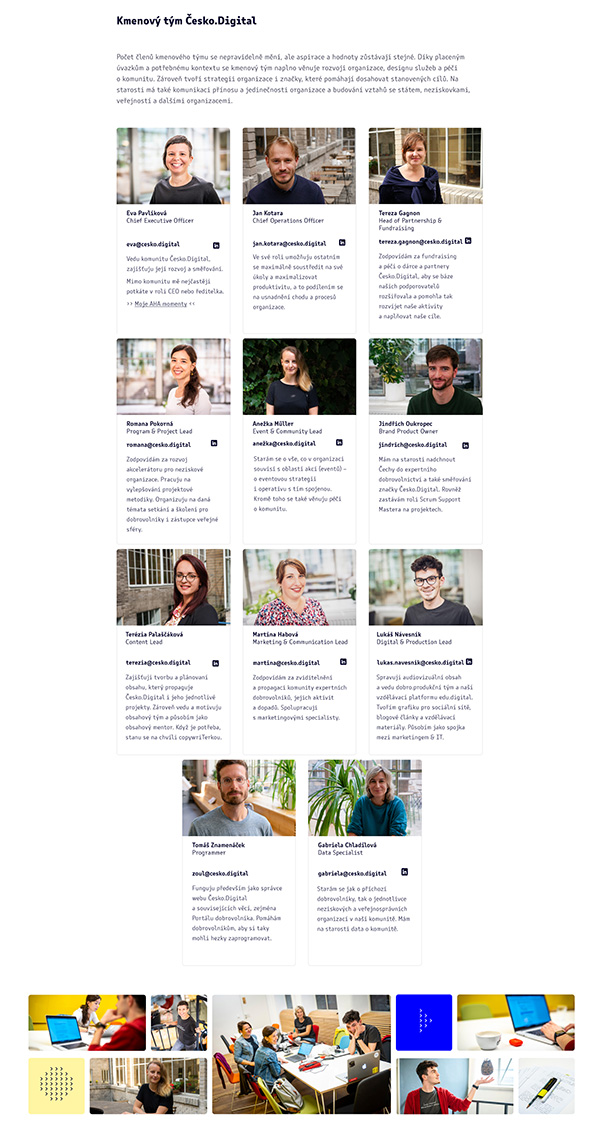 Kmenový tým Česko.Digital
Počet členů kmenového týmu se nepravidelně mění, ale aspirace a hodnoty zůstávají stejné. Díky placeným
úvazkům a potřebnému kontextu se kmenový tým naplno věnuje rozvoji organizace, designu služeb a péči
o komunitu. Zároveň tvoří strategii organizace i značky, které pomáhají dosahovat stanovených cílů. Na
starosti má také komunikaci přínosu a jedinečnosti organizace a budování vztahů se státem, neziskovkami,
veřejností a dalšími organizacemi.
Eva Pavlíková
Chief Executive Officer
eva@cesko.digital
Vedu komunitu Česko.Digital,
zajišťuju její rozvoj a směřování.
Mimo komunitu mě nejčastěji
potkáte v roli CEO nebo ředitelka.
>> Moje AHA momenty <<
Jan Kotara
Chief Operations Officer
jan.kotara@cesko.digital
Ve své roli umožňuju ostatním
se maximálně soustředit na své
úkoly a maximalizovat
produktivitu, a to podílením se
na usnadnění chodu a procesů
organizace.
Tereza Gagnon
Head of Partnership &
Fundraising
tereza.gagnon@cesko.digital
Zodpovídám za fundraising
a péči o dárce a partnery
Česko.Digital, aby se báze
našich podporovatelů
rozšiřovala a pomohla tak
rozvíjet naše aktivity
a naplňovat naše cíle.
Romana Pokorná
Program & Project Lead
romana@cesko.digital
Zodpovídám za rozvoj
akcelerátoru pro neziskové
organizace. Pracuju na
vylepšování projektové
metodiky. Organizuju na daná
témata setkání a školení pro
dobrovolníky i zástupce veřejné
sféry.
Anežka Müller
Event & Community Lead
anežka@cesko.digital
Starám se o vše, co v organizaci
souvisí s oblastí akcí (eventů) –
o eventovou strategii
i operativu s tím spojenou.
Kromě toho se také věnuju péči
o komunitu.
Jindřich Oukropec
Brand Product Owner
jindrich@cesko.digital
Mám na starosti nadchnout
Čechy do expertního
dobrovolnictví a také směřování
značky Česko.Digital. Rovněž
zastávám roli Scrum Support
Mastera na projektech.
Terézia Palaščáková
Content Lead
terezia@cesko.digital
Zajišťuji tvorbu a plánování
obsahu, který propaguje
Česko.Digital i jeho jednotlivé
projekty. Zároveň vedu a motivuju
obsahový tým a působím jako
obsahový mentor. Když je potřeba,
stanu se na chvíli copywriTerkou.
Martina Habová
Marketing & Communication Lead
martina@cesko.digital
Zodpovídám za zviditelnění
a propagaci komunity expertních
dobrovolníků, jejich aktivit
a dopadů. Spolupracuji
s marketingovými specialisty.
Lukáš Návesník
Digital & Production Lead
lukas.navesnik@cesko.digital
Spravuji audiovizuální obsah
a vedu dobro.produkční tým a naši
vzdělávací platformu edu.digital.
Tvořím grafiku pro sociální sítě,
blogové články a vzdělávací
materiály. Působím jako spojka
mezi marketingem & IT.
Tomáš Znamenáček
Programmer
zoul@cesko.digital
Funguju především jako správce
webu Česko.Digital
a souvisejících věcí, zejména
Portálu dobrovolníka. Pomáhám
dobrovolníkům, aby si taky
mohli hezky zaprogramovat.
Gabriela Chladilová
Data Specialist
gabriela@cesko.digital
Starám se jak o příchozí
dobrovolníky, tak o jednotlivce
neziskových a veřejnosprávních
organizací v naší komunitě. Mám
na starosti data o komunitě.